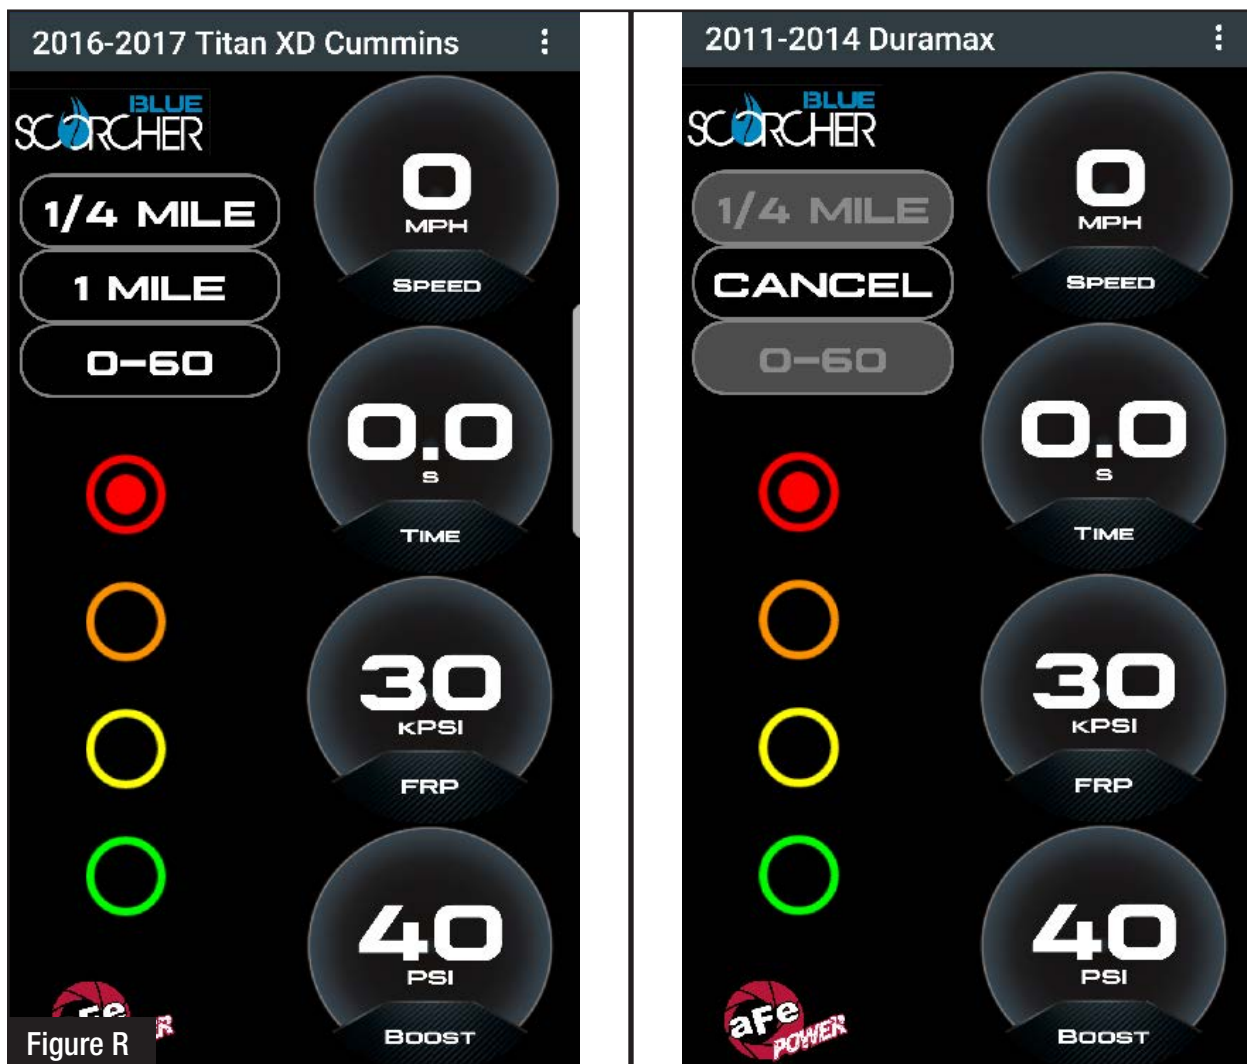 2016-2017 Titan XD Cummins
BLUE
SCORCHER
1/4 MILE
1 MILE
0-60
0
MPH
SPEED
0.0
S
TIME
30
KPSI
FRP
40
PSI
BOOST
aFe
Figure R
2011-2014 Duramax
BLUE
SCORCHER
1/4 MILE
CANCEL
0-60
0
MPH
SPEED
0.0
S
TIME
30
KPSI
FRP
40
PSI
BOOST
aFe
POWER